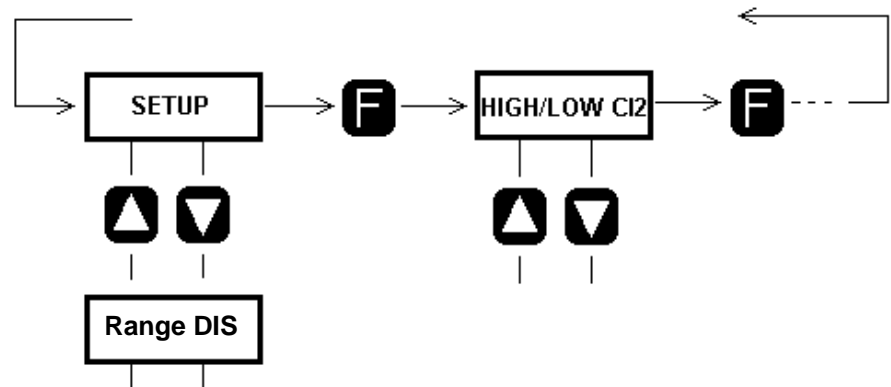 SETUP
F
HIGH/LOW Cl2
F
Range DIS